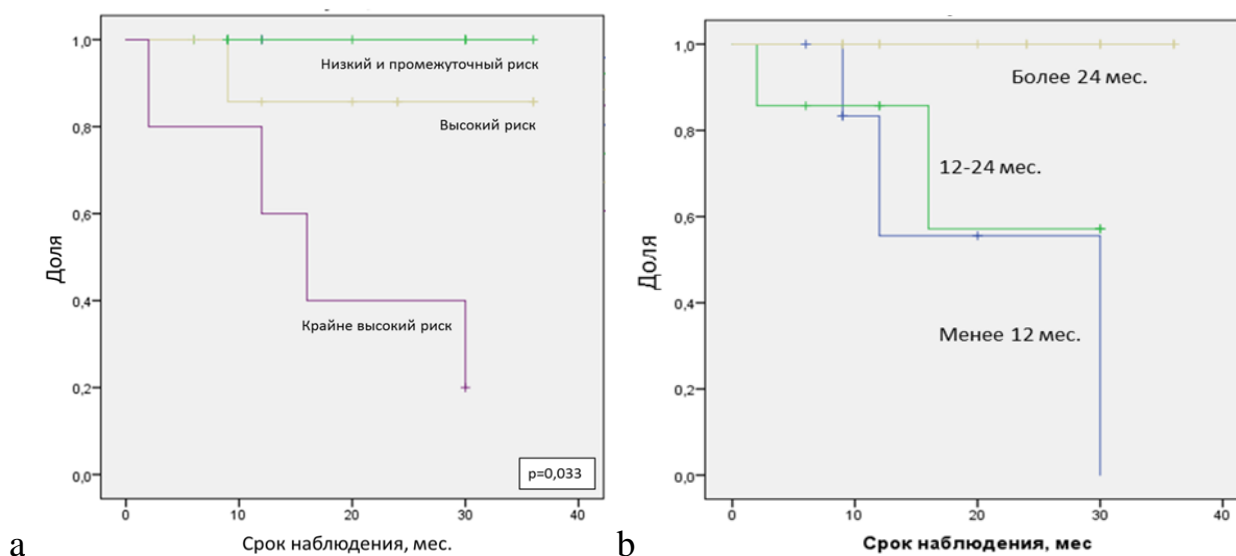 1,0
0,8
0,6
0,4
0,2
0,0
Доля
Низкий и промежуточный риск
Высокий риск
Крайне высокий риск
p=0,033
0 10 20 30 40
Срок наблюдения, мес.
a
1,0
0,8
0,6
0,4
0,2
0,0
Доля
Более 24 мес.
12-24 мес.
Менее 12 мес.
0 10 20 30 40
Срок наблюдения, мес
b